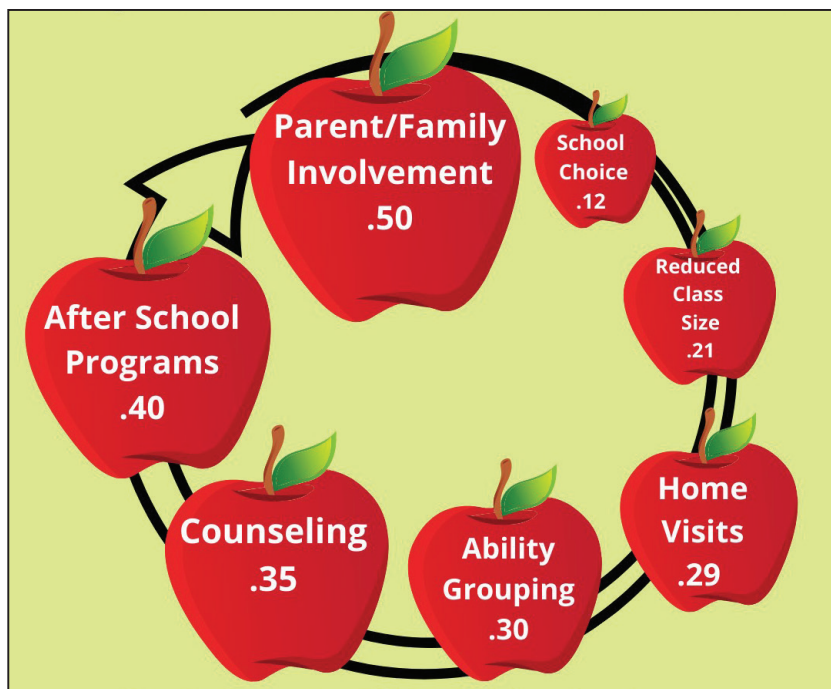 Parent/Family
Involvement
.50
School
Choice
.12
Reduced
Class
Size
.21
Home
Visits
.29
Ability
Grouping
.30
Counseling
.35
After School
Programs
.40